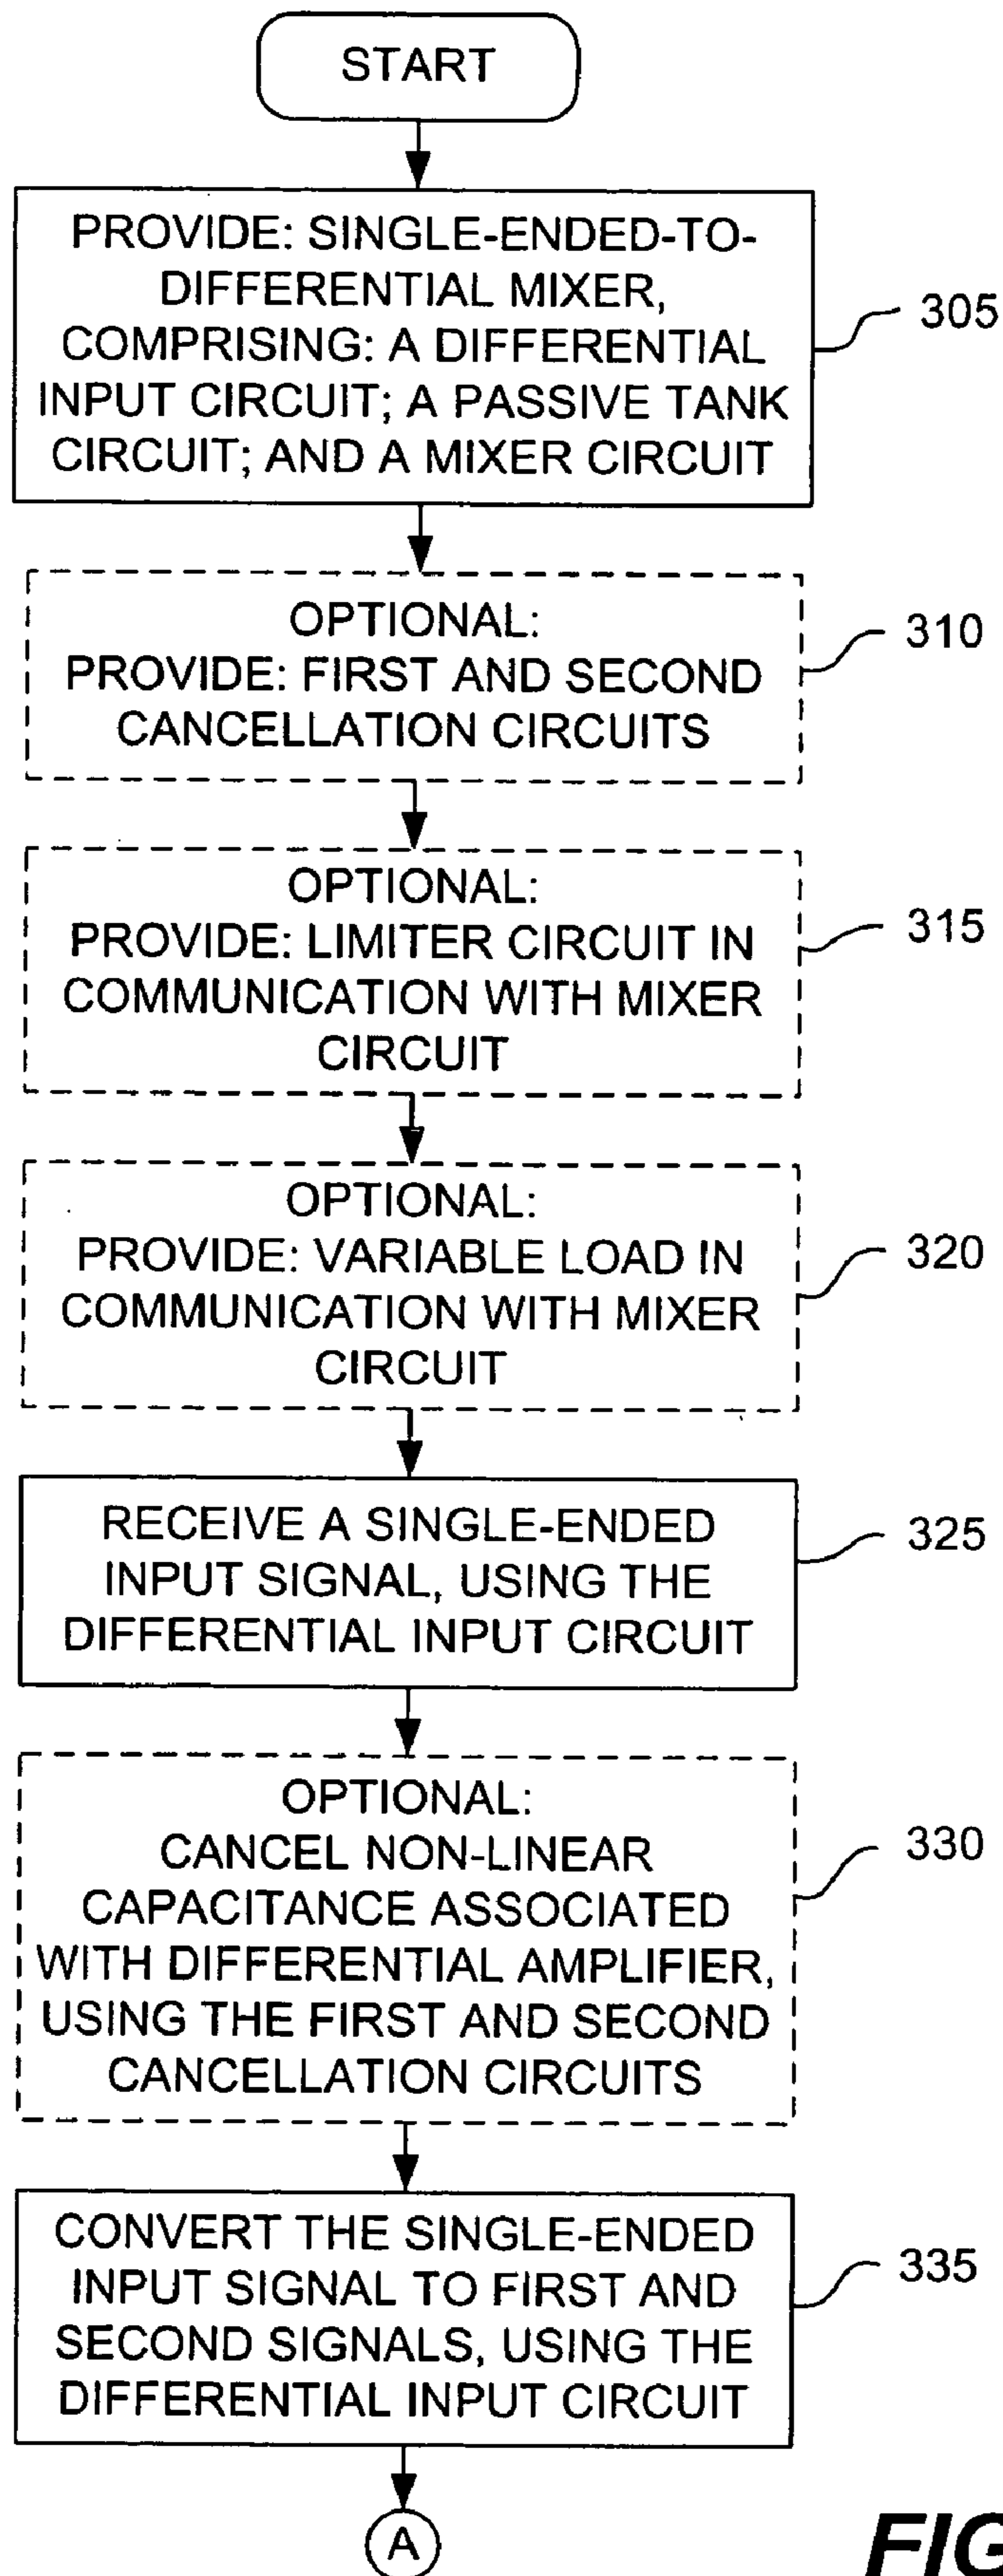 START
PROVIDE: SINGLE-ENDED-TO-
DIFFERENTIAL MIXER,
COMPRISING: A DIFFERENTIAL
INPUT CIRCUIT; A PASSIVE TANK
CIRCUIT; AND A MIXER CIRCUIT
305
OPTIONAL:
PROVIDE: FIRST AND SECOND
CANCELLATION CIRCUITS
310
OPTIONAL:
PROVIDE: LIMITER CIRCUIT IN
COMMUNICATION WITH MIXER
CIRCUIT
315
OPTIONAL:
PROVIDE: VARIABLE LOAD IN
COMMUNICATION WITH MIXER
CIRCUIT
320
RECEIVE A SINGLE-ENDED
INPUT SIGNAL, USING THE
DIFFERENTIAL INPUT CIRCUIT
325
OPTIONAL:
CANCEL NON-LINEAR
CAPACITANCE ASSOCIATED
WITH DIFFERENTIAL AMPLIFIER,
USING THE FIRST AND SECOND
CANCELLATION CIRCUITS
330
CONVERT THE SINGLE-ENDED
INPUT SIGNAL TO FIRST AND
SECOND SIGNALS, USING THE
DIFFERENTIAL INPUT CIRCUIT
335
A
FIG